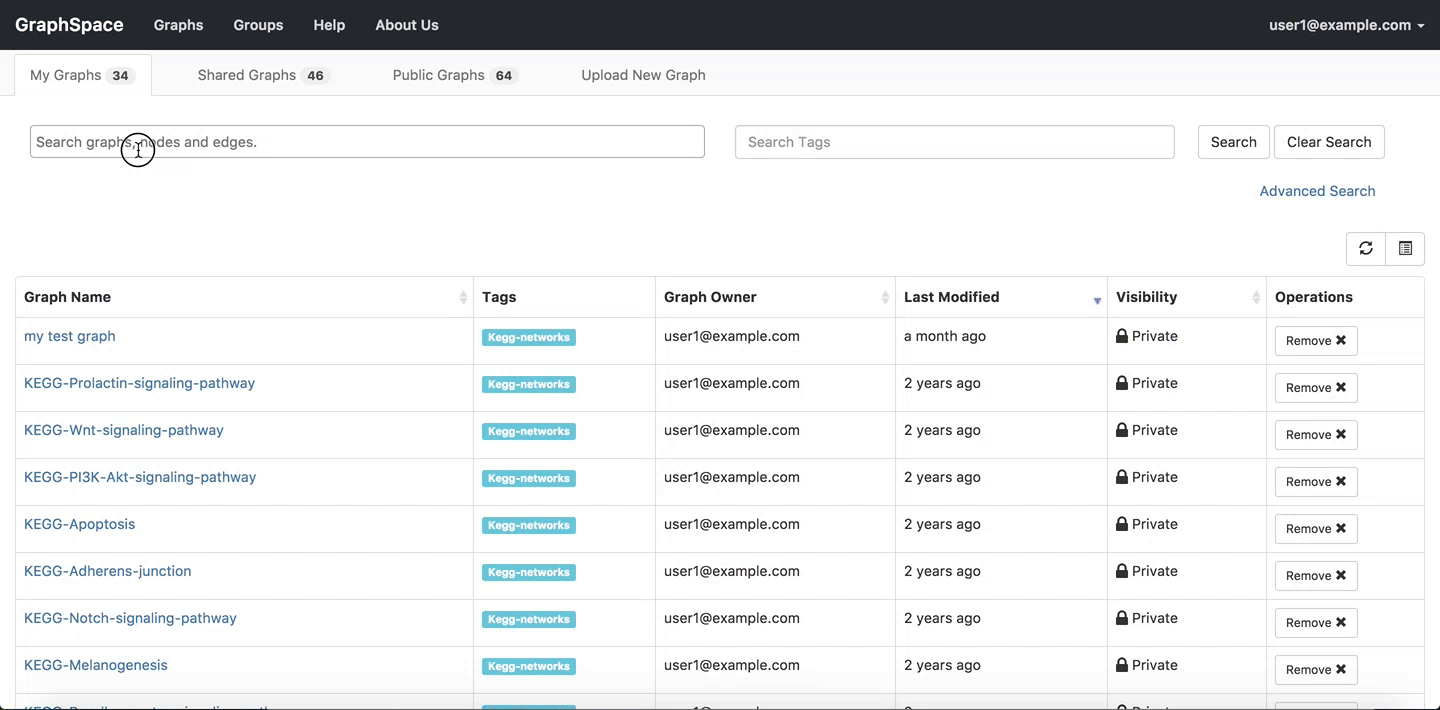 GraphSpace Graphs Groups Help About Us user1@example.com
My Graphs 34 Shared Graphs 46 Public Graphs 64 Upload New Graph
Search graphs, nodes and edges. Search Tags Search Clear Search
Advanced Search
Graph Name Tags Graph Owner Last Modified Visibility Operations
my test graph Kegg-networks user1@example.com a month ago Private Remove
KEGG-Prolactin-signaling-pathway Kegg-networks user1@example.com 2 years ago Private Remove
KEGG-Wnt-signaling-pathway Kegg-networks user1@example.com 2 years ago Private Remove
KEGG-PI3K-Akt-signaling-pathway Kegg-networks user1@example.com 2 years ago Private Remove
KEGG-Apoptosis Kegg-networks user1@example.com 2 years ago Private Remove
KEGG-Adherens-junction Kegg-networks user1@example.com 2 years ago Private Remove
KEGG-Notch-signaling-pathway Kegg-networks user1@example.com 2 years ago Private Remove
KEGG-Melanogenesis Kegg-networks user1@example.com 2 years ago Private Remove